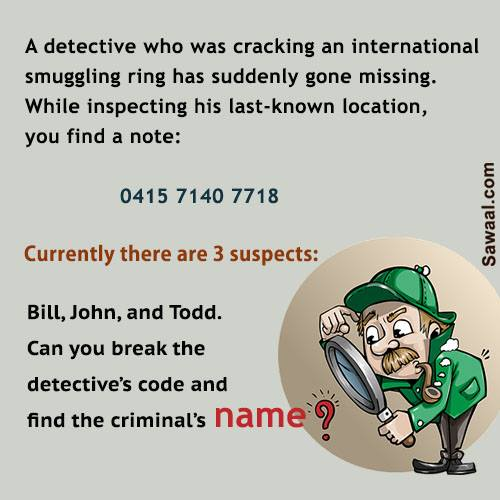 A detective who was cracking an international
smuggling ring has suddenly gone missing.
While inspecting his last-known location,
you find a note:
0415 7140 7718
Currently there are 3 suspects:
Bill, John, and Todd.
Can you break the
detective's code and
find the criminal's name?
Sawaal.com